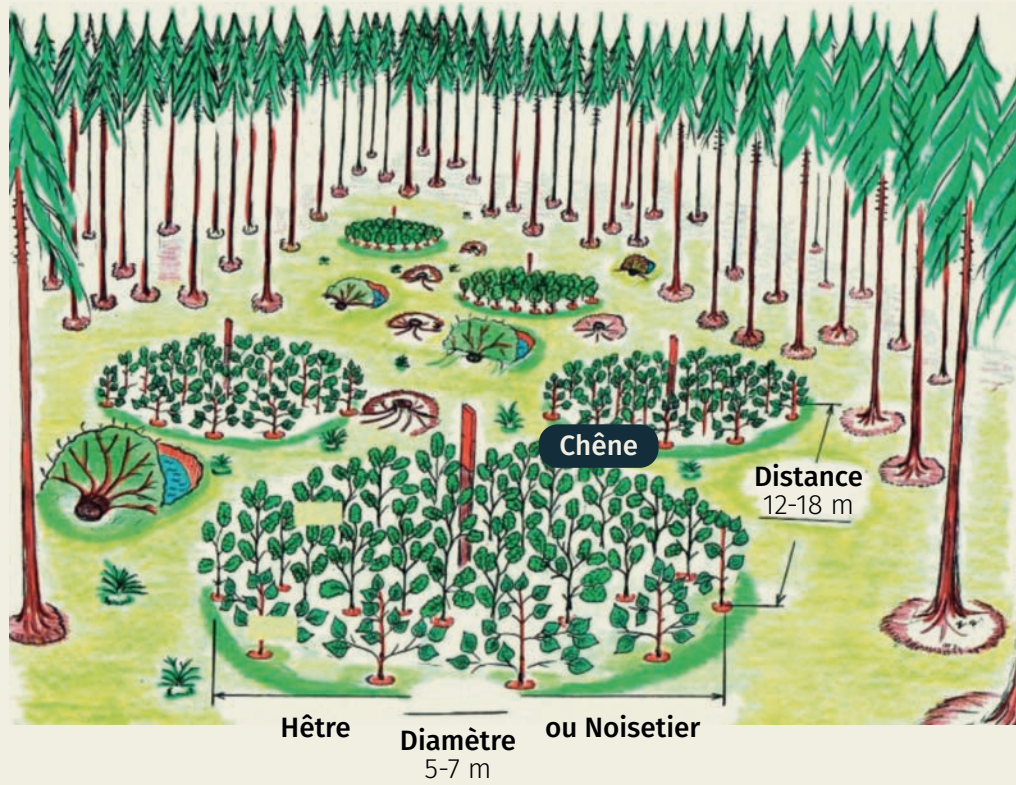 Chêne
Distance
12-18 m
Hêtre
ou Noisetier
Diamètre
5-7 m